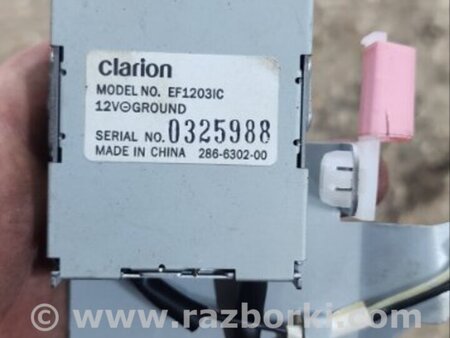 clarion
MODEL NO. EF1203IC
12V⊖GROUND
SERIAL NO. 0325988
MADE IN CHINA 286-6302-00
www.razborki.com